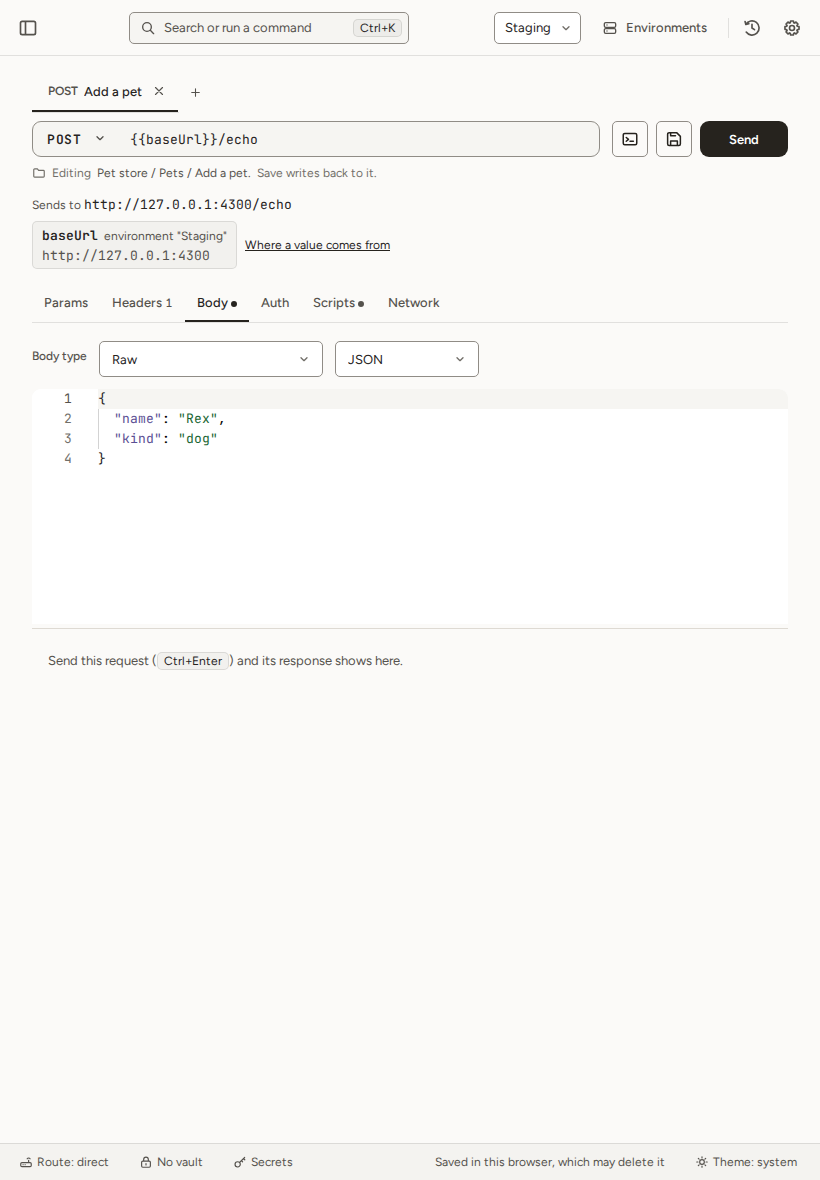 Search or run a command Ctrl+K Staging Environments
POST Add a pet
POST {{baseUrl}}/echo Send
Editing Pet store / Pets / Add a pet. Save writes back to it.
Sends to http://127.0.0.1:4300/echo
baseUrl environment "Staging"
http://127.0.0.1:4300
Where a value comes from
Params Headers 1 Body Auth Scripts Network
Body type Raw JSON
1 {
2 "name": "Rex",
3 "kind": "dog"
4 }
Send this request (Ctrl+Enter) and its response shows here.
Route: direct No vault Secrets Saved in this browser, which may delete it Theme: system